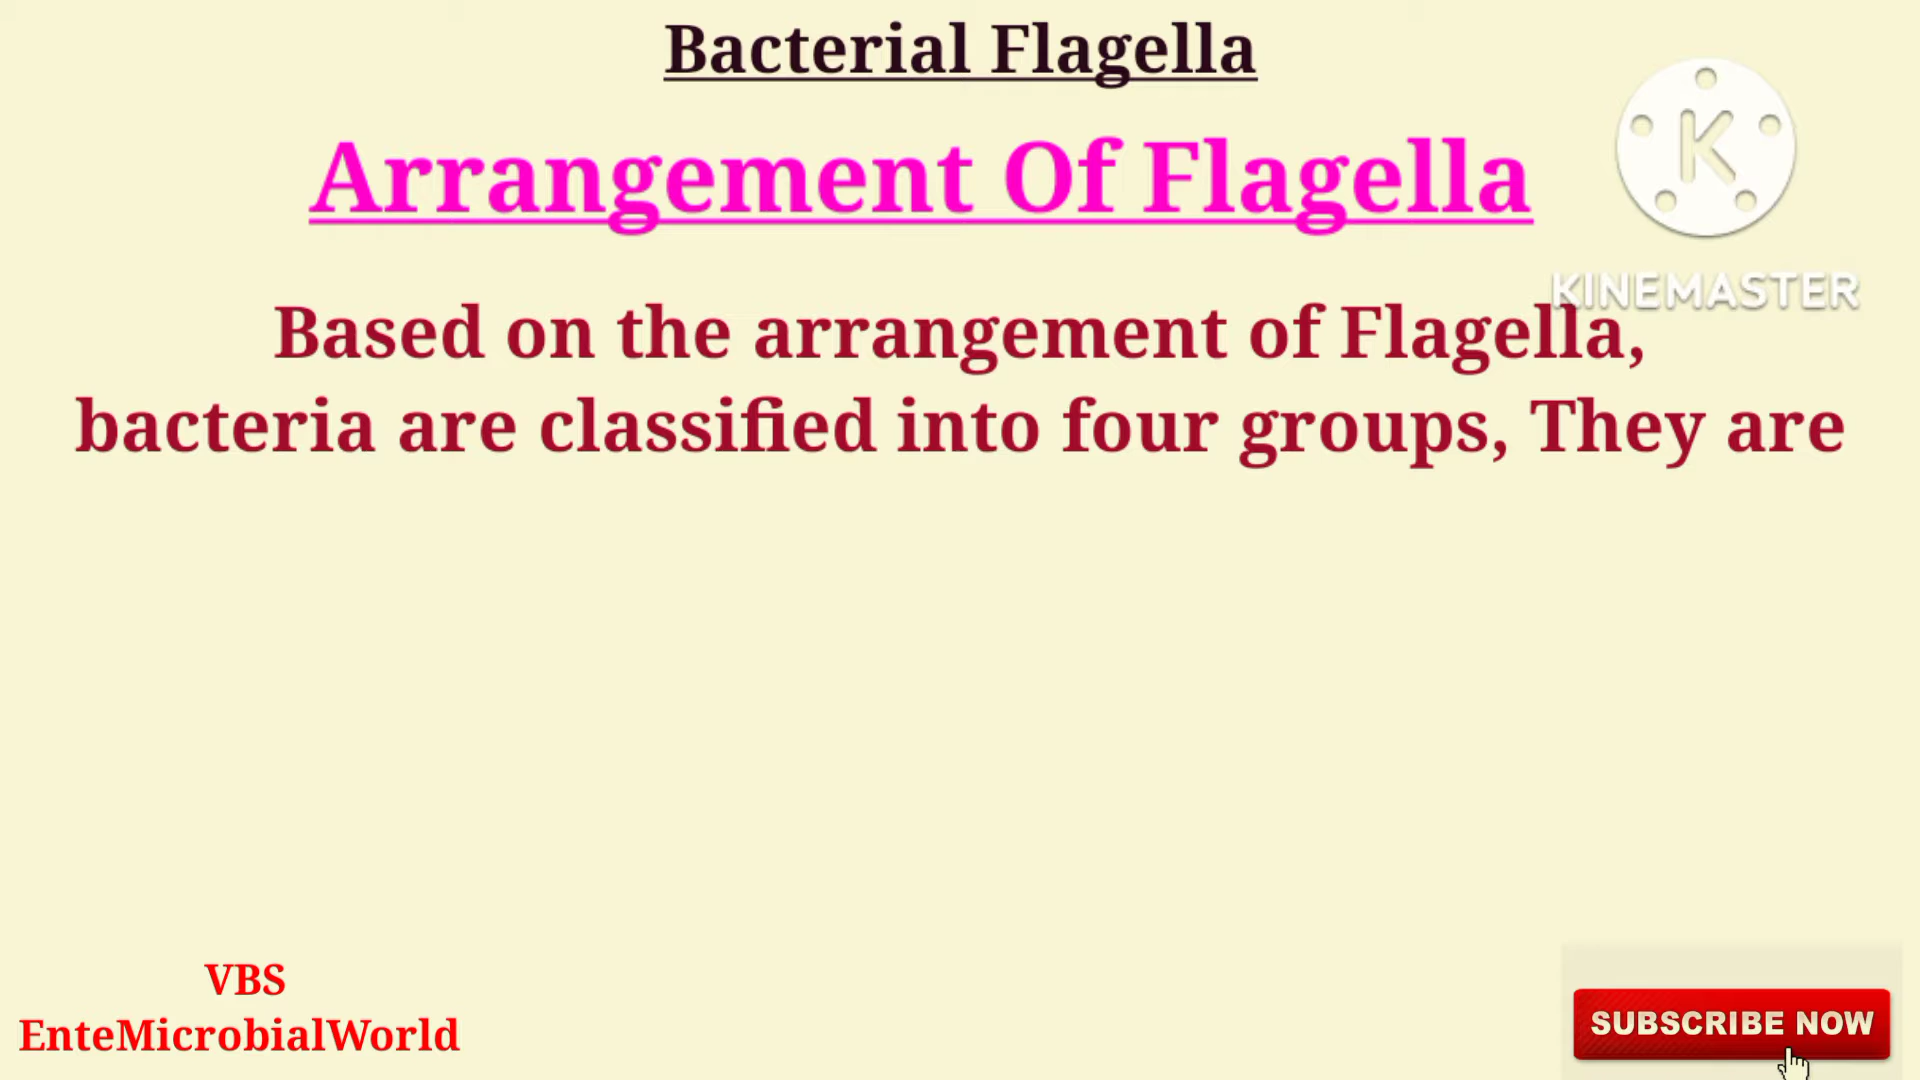 Bacterial Flagella
Arrangement Of Flagella
K
KINEMASTER
Based on the arrangement of Flagella,
bacteria are classified into four groups, They are
VBS
EnteMicrobialWorld
SUBSCRIBE NOW